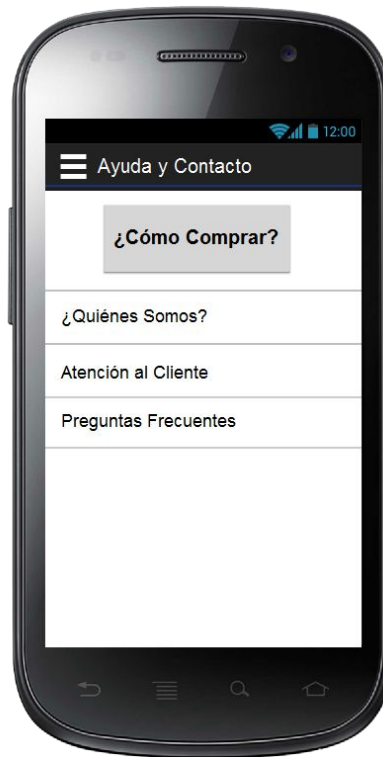 12:00
Ayuda y Contacto
¿Cómo Comprar?
¿Quiénes Somos?
Atención al Cliente
Preguntas Frecuentes